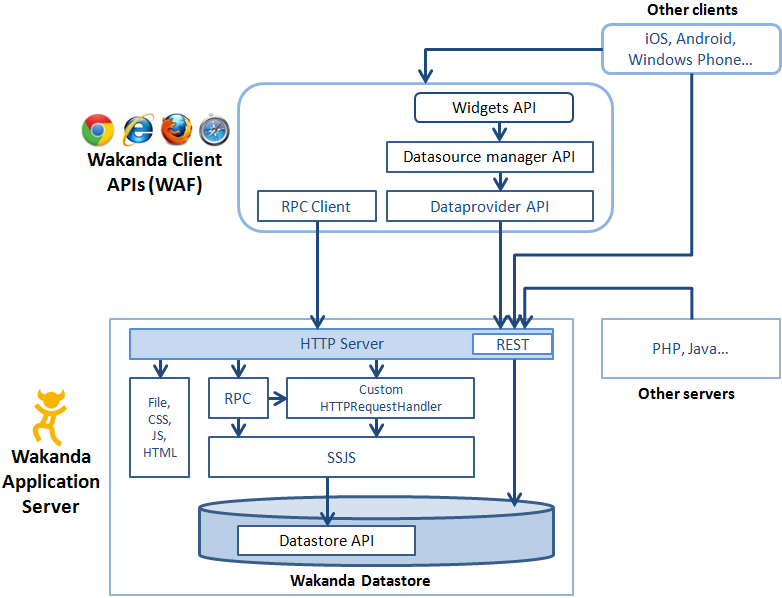 Other clients
iOS, Android,
Windows Phone...
Widgets API
Datasource manager API
Wakanda Client
APIs (WAF)
RPC Client
Dataprovider API
HTTP Server
REST
PHP, Java...
Other servers
File,
CSS,
JS,
HTML
RPC
Custom
HTTPRequestHandler
SSJS
Wakanda
Application
Server
Datastore API
Wakanda Datastore